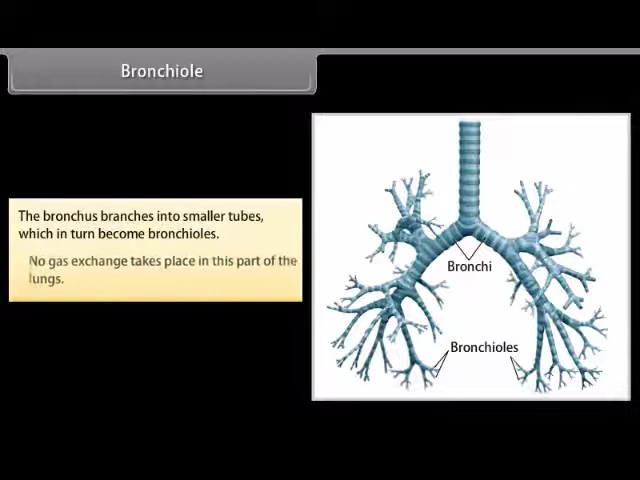 Bronchiole
The bronchus branches into smaller tubes,
which in turn become bronchioles.
No gas exchange takes place in this part of the
lungs.
Bronchi
Bronchioles